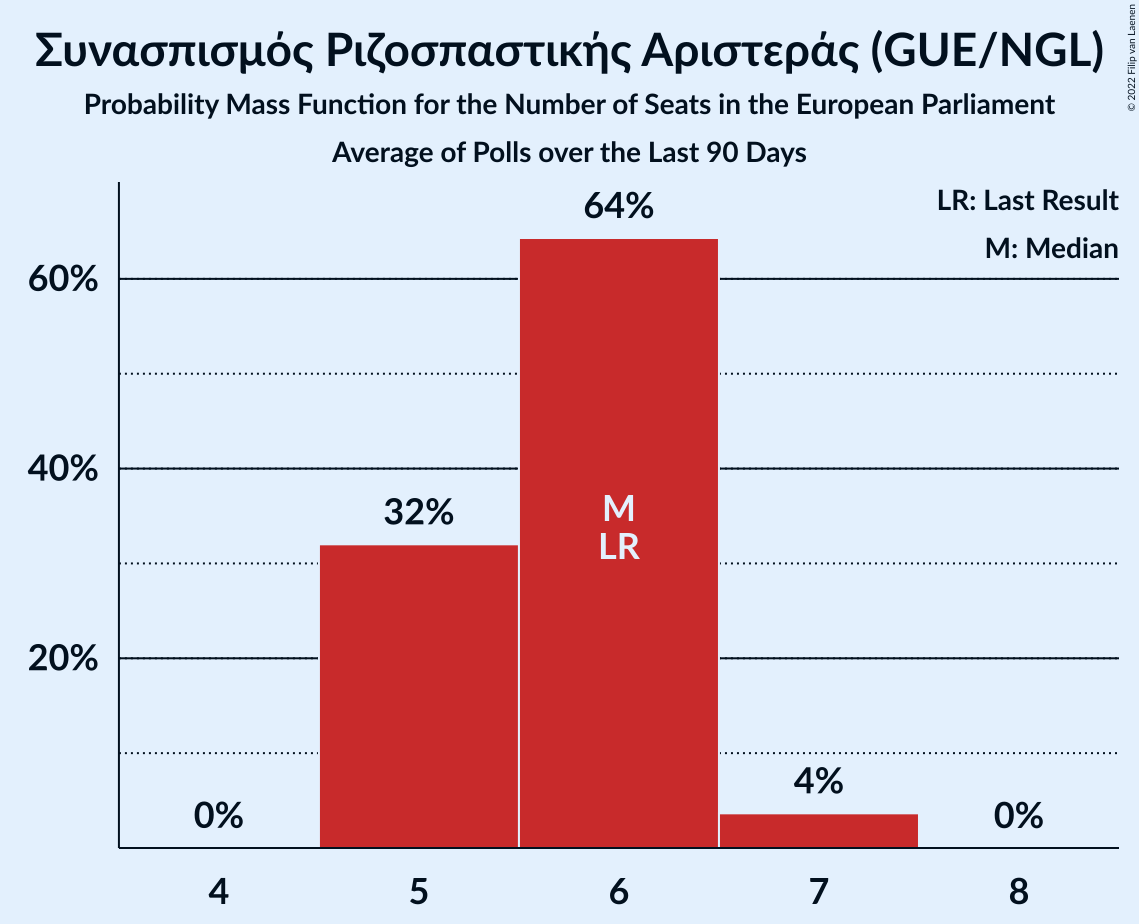 Συνασπισμός Ριζοσπαστικής Αριστεράς (GUE/NGL)
Probability Mass Function for the Number of Seats in the European Parliament
Average of Polls over the Last 90 Days
© 2022 Filip van Laenen
LR: Last Result
M: Median
64%
60%
40%
32%
M
LR
20%
4%
0%
0%
4
5
6
7
8